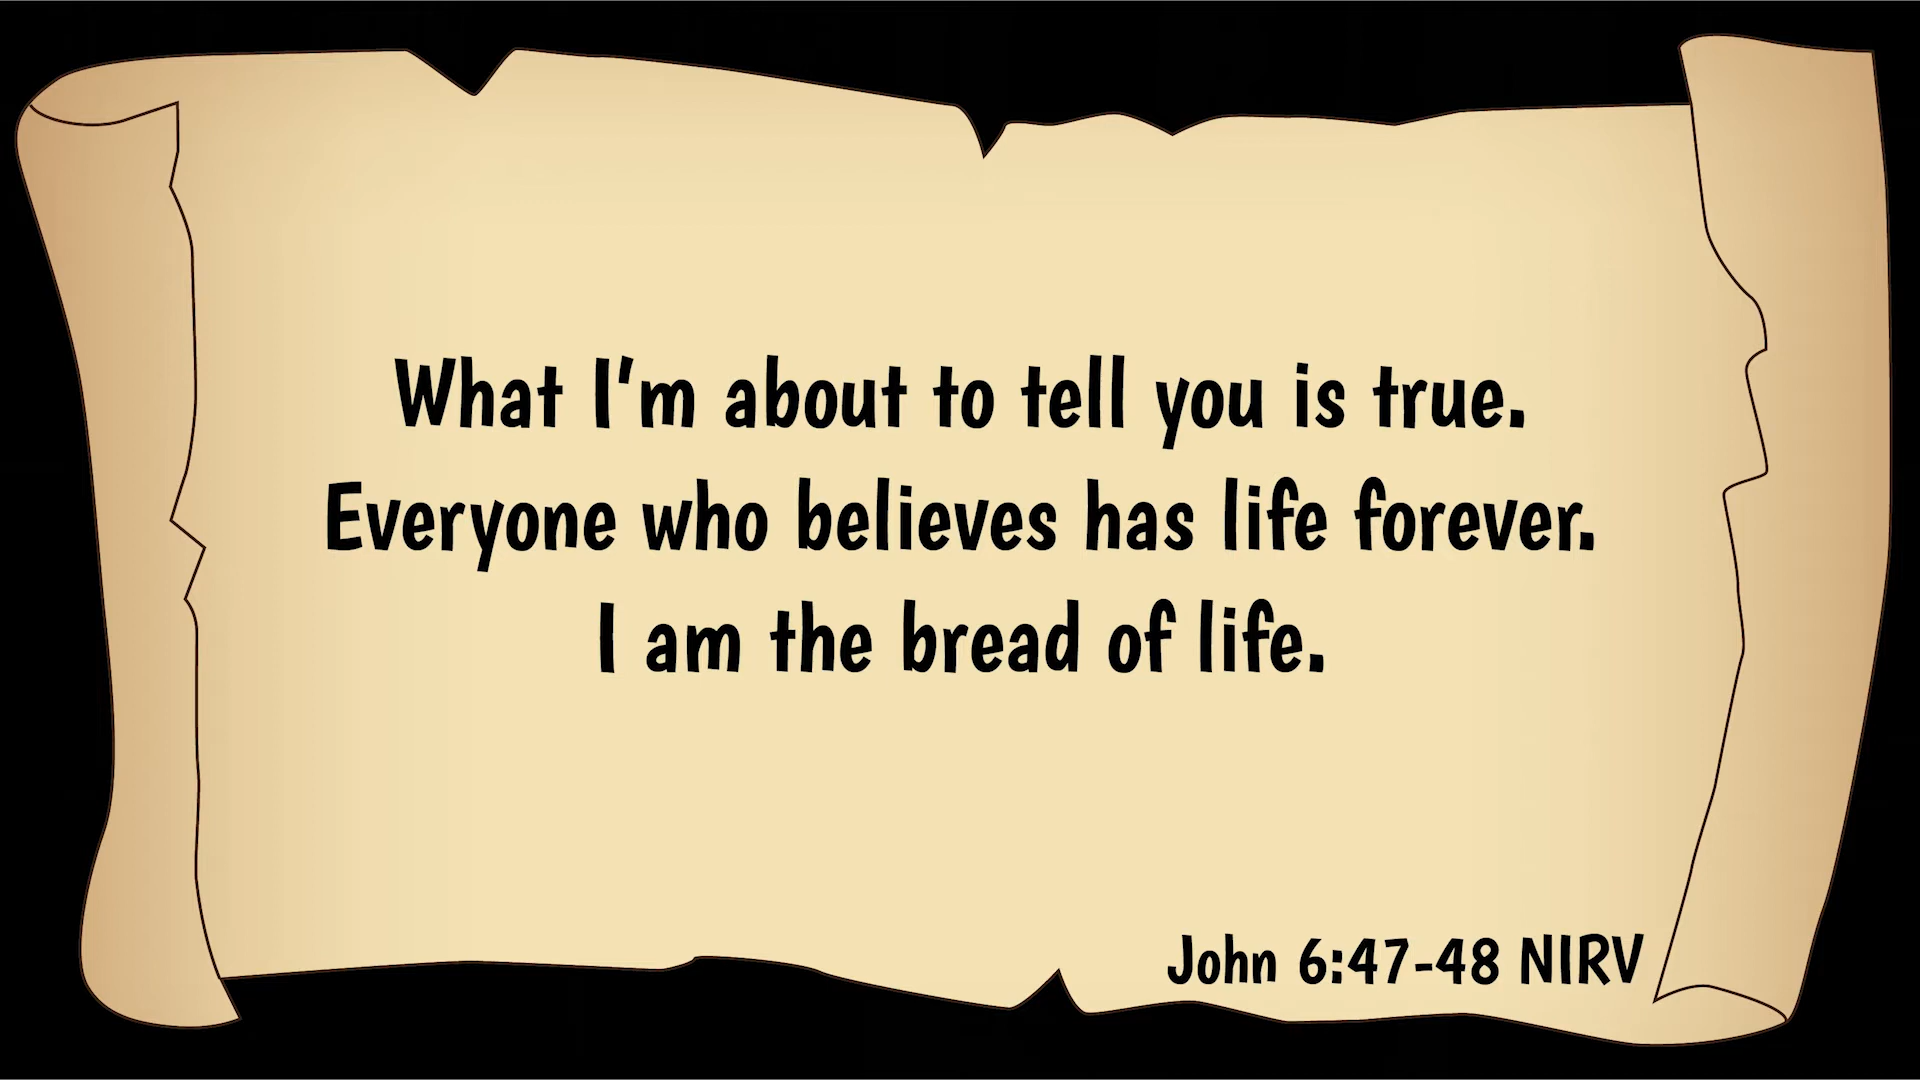 What I'm about to tell you is true.
Everyone who believes has life forever.
I am the bread of life.
John 6:47-48 NIRV